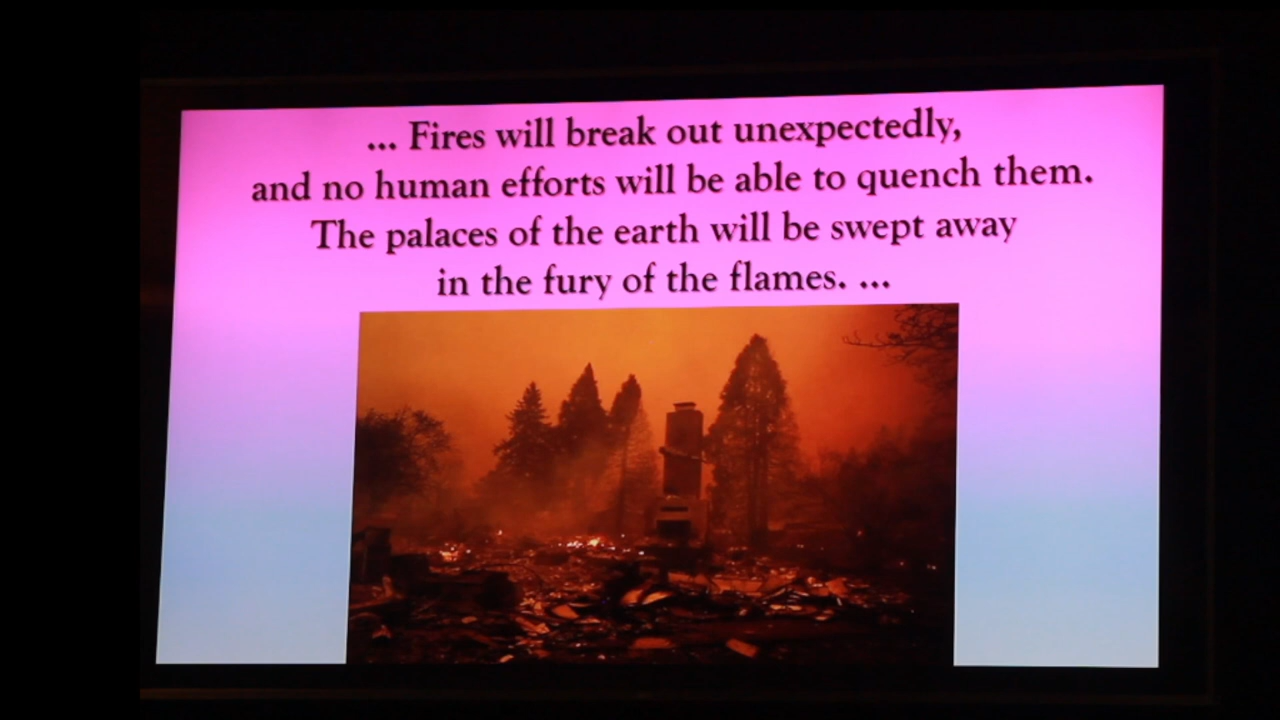 ... Fires will break out unexpectedly,
and no human efforts will be able to quench them.
The palaces of the earth will be swept away
in the fury of the flames. ...